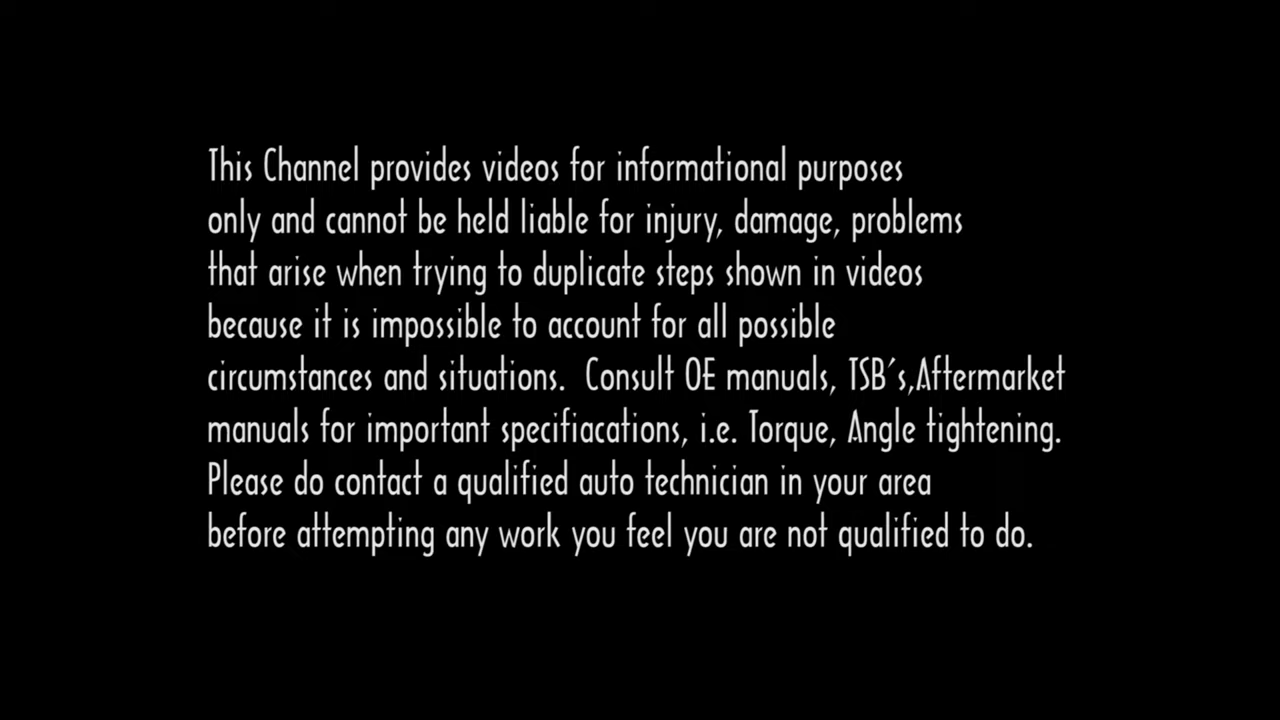 This Channel provides videos for informational purposes
only and cannot be held liable for injury, damage, problems
that arise when trying to duplicate steps shown in videos
because it is impossible to account for all possible
circumstances and situations.  Consult OE manuals, TSB´s,Aftermarket
manuals for important specifiacations, i.e. Torque, Angle tightening.
Please do contact a qualified auto technician in your area
before attempting any work you feel you are not qualified to do.